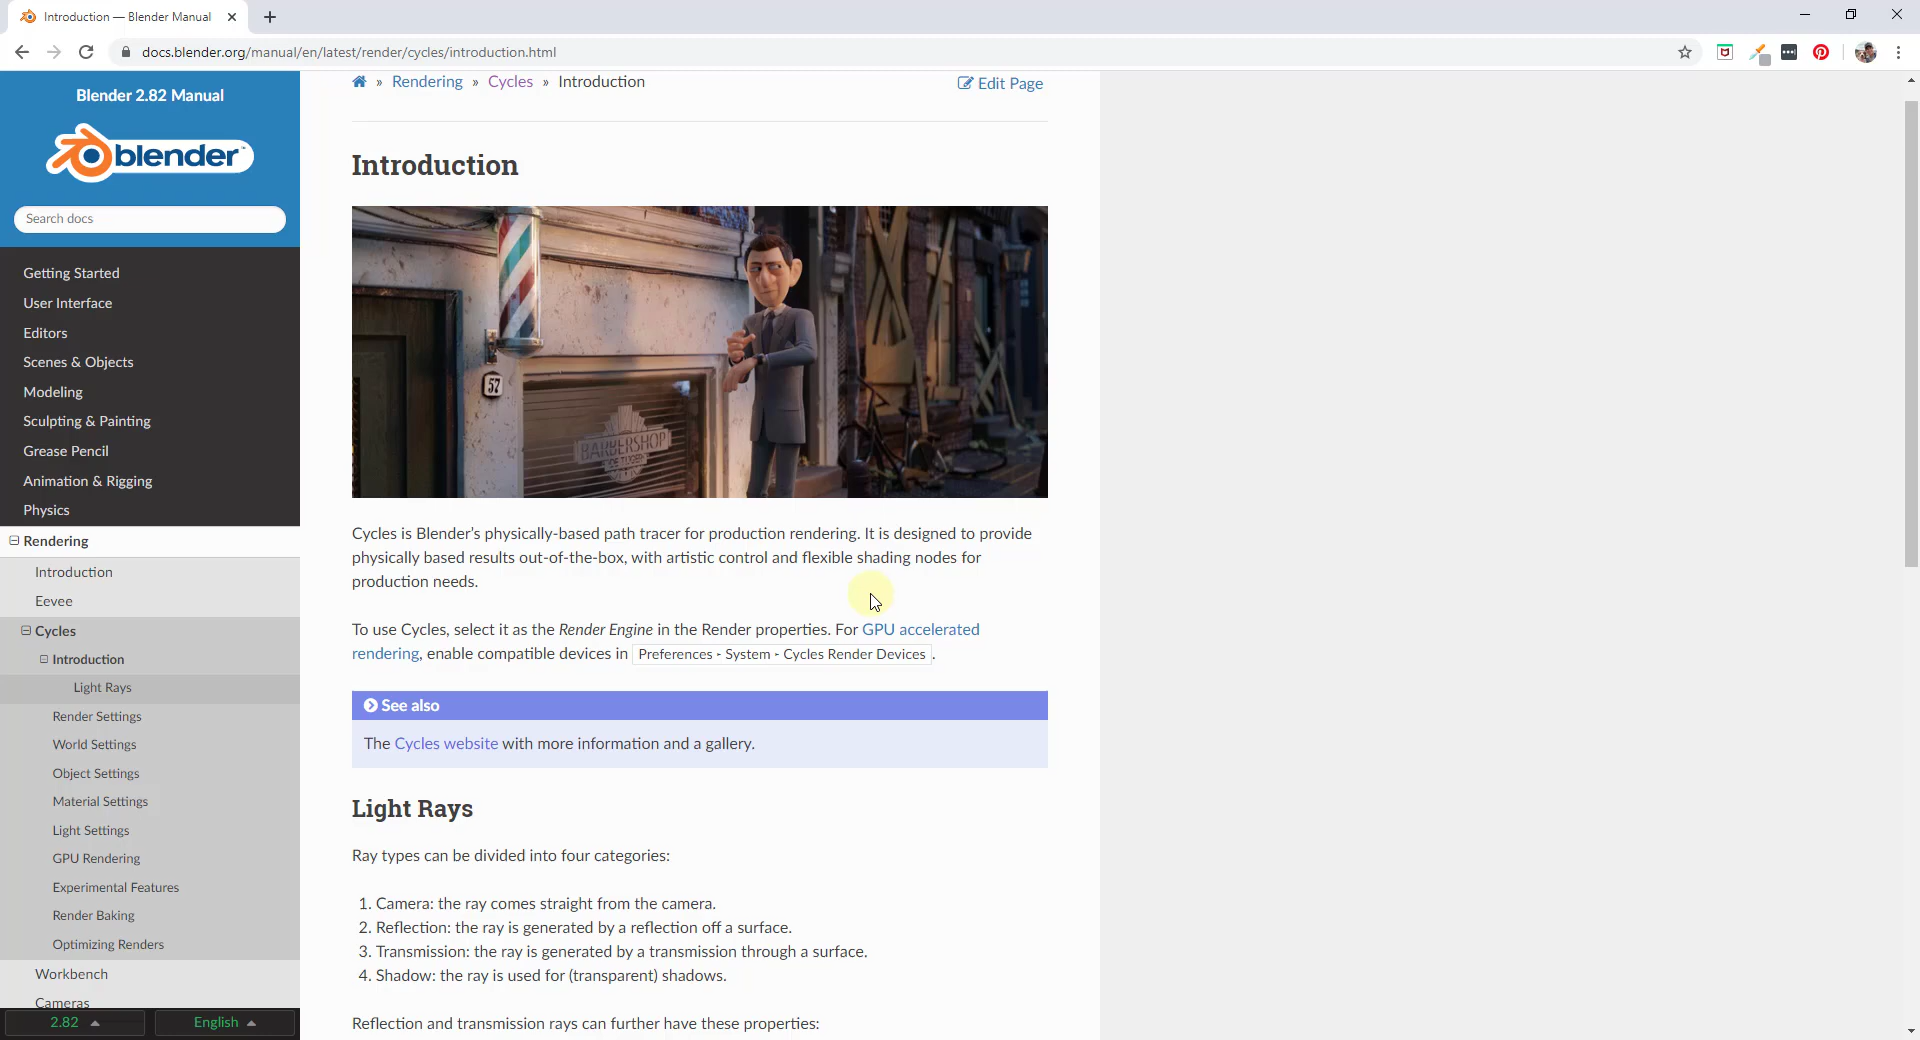 Introduction — Blender Manual
docs.blender.org/manual/en/latest/render/cycles/introduction.html
Blender 2.82 Manual
blender
Search docs
Getting Started
User Interface
Editors
Scenes & Objects
Modeling
Sculpting & Painting
Grease Pencil
Animation & Rigging
Physics
Rendering
Introduction
Eevee
Cycles
Introduction
Light Rays
Render Settings
World Settings
Object Settings
Material Settings
Light Settings
GPU Rendering
Experimental Features
Render Baking
Optimizing Renders
Workbench
Cameras
2.82
English
» Rendering » Cycles » Introduction
Edit Page
Introduction
57
BARBERSHOP
Cycles is Blender’s physically-based path tracer for production rendering. It is designed to provide
physically based results out-of-the-box, with artistic control and flexible shading nodes for
production needs.
To use Cycles, select it as the Render Engine in the Render properties. For GPU accelerated
rendering, enable compatible devices in Preferences ‣ System ‣ Cycles Render Devices .
See also
The Cycles website with more information and a gallery.
Light Rays
Ray types can be divided into four categories:
1. Camera: the ray comes straight from the camera.
2. Reflection: the ray is generated by a reflection off a surface.
3. Transmission: the ray is generated by a transmission through a surface.
4. Shadow: the ray is used for (transparent) shadows.
Reflection and transmission rays can further have these properties: